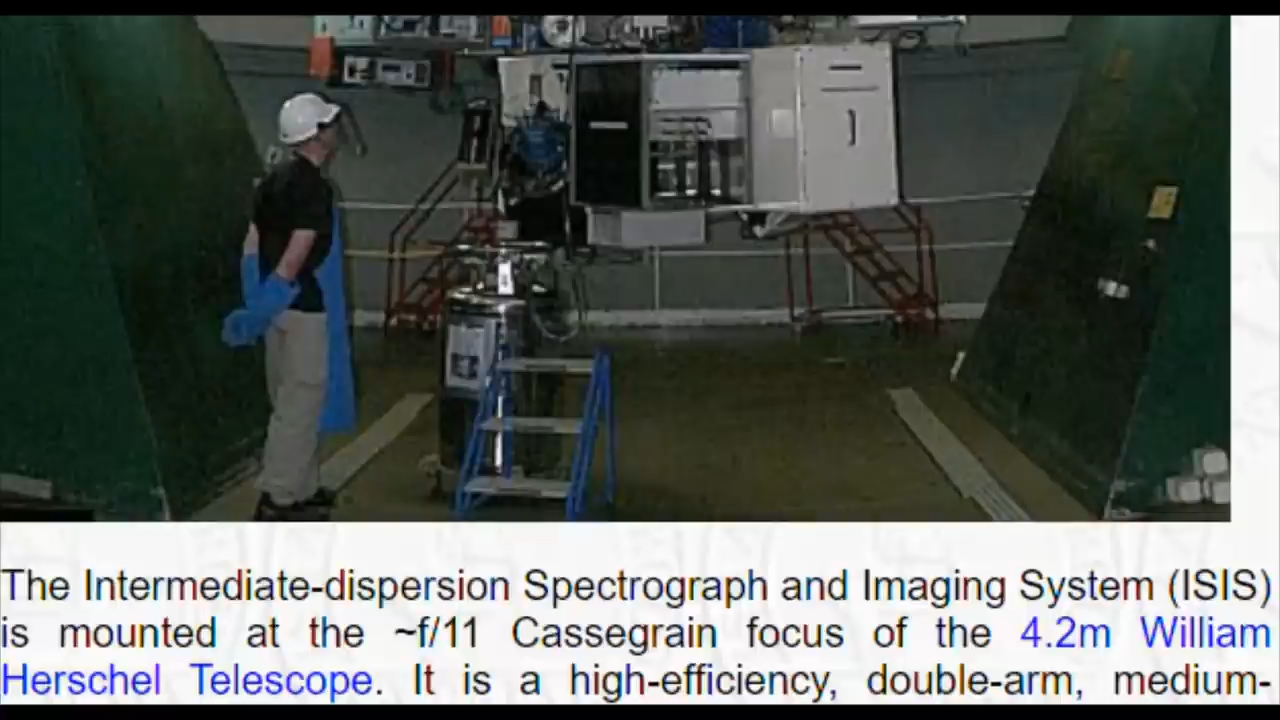 The Intermediate-dispersion Spectrograph and Imaging System (ISIS)
is mounted at the ~f/11 Cassegrain focus of the 4.2m William
Herschel Telescope. It is a high-efficiency, double-arm, medium-